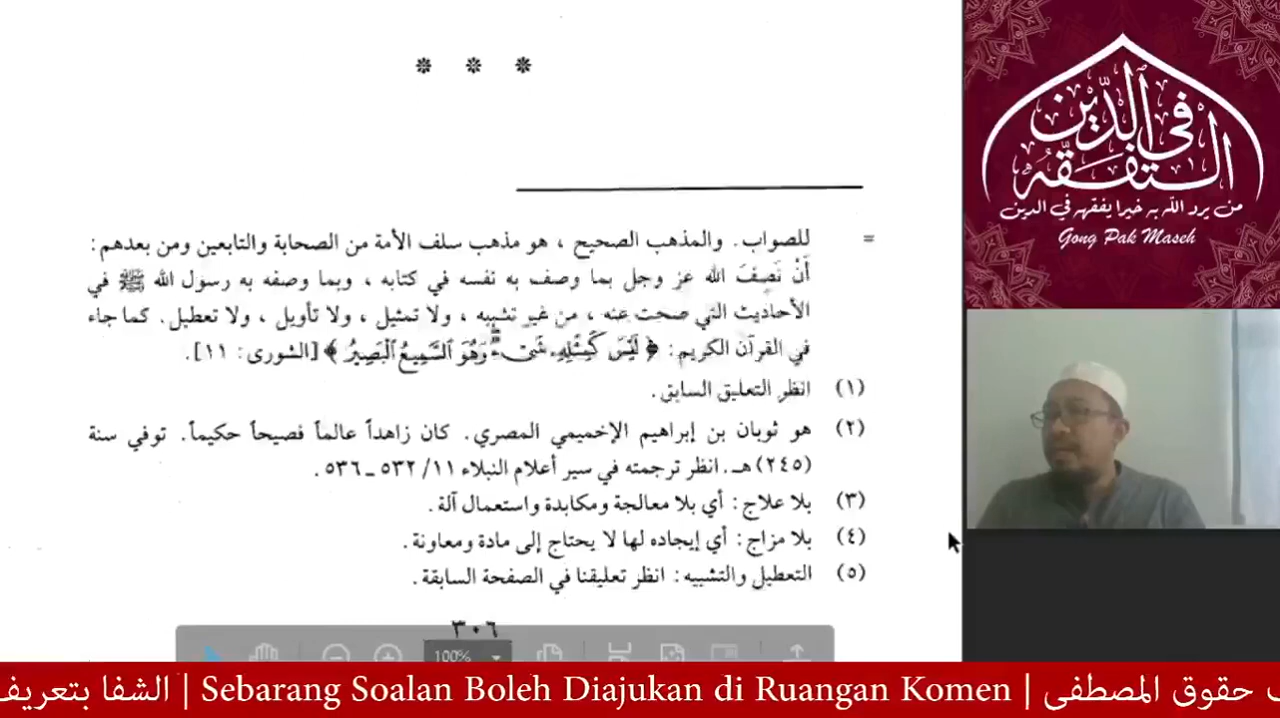 * * *
= للصواب. والمذهب الصحيح ، هو مذهب سلف الأمة من الصحابة والتابعين ومن بعدهم :
أَنْ نَصِفَ الله عز وجل بما وصف به نفسه في كتابه ، وبما وصفه به رسول الله ﷺ في
الأحاديث التي صحت عنه ، من غير تشبيه ، ولا تمثيل ، ولا تأويل ، ولا تعطيل. كما جاء
في القرآن الكريم: ﴿ لَيْسَ كَمِثْلِهِۦ شَىْءٌ وَهُوَ ٱلسَّمِيعُ ٱلْبَصِيرُ ﴾ [الشورى: ١١].
(١) انظر التعليق السابق.
(٢) هو ثوبان بن إبراهيم الإخميمي المصري. كان زاهداً عالماً فصيحاً حكيماً. توفي سنة
(٢٤٥) هـ. انظر ترجمته في سير أعلام النبلاء ١١/ ٥٣٢ ـ ٥٣٦ .
(٣) بلا علاج : أي بلا معالجة ومكابدة واستعمال آلة.
(٤) بلا مزاج : أي إيجاده لها لا يحتاج إلى مادة ومعاونة.
(٥) التعطيل والتشبيه : انظر تعليقنا في الصفحة السابقة.
٣٠٦
100%
التفقه في الدين
من يرد الله به خيرا يفقهه في الدين
Gong Pak Maseh
الشفا بتعريف | Sebarang Soalan Boleh Diajukan di Ruangan Komen | حقوق المصطفى